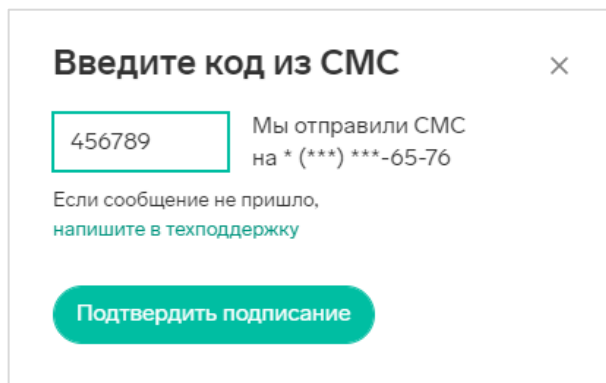 Введите код из СМС
456789
Мы отправили СМС
на * (***) ***-65-76
Если сообщение не пришло,
напишите в техподдержку
Подтвердить подписание